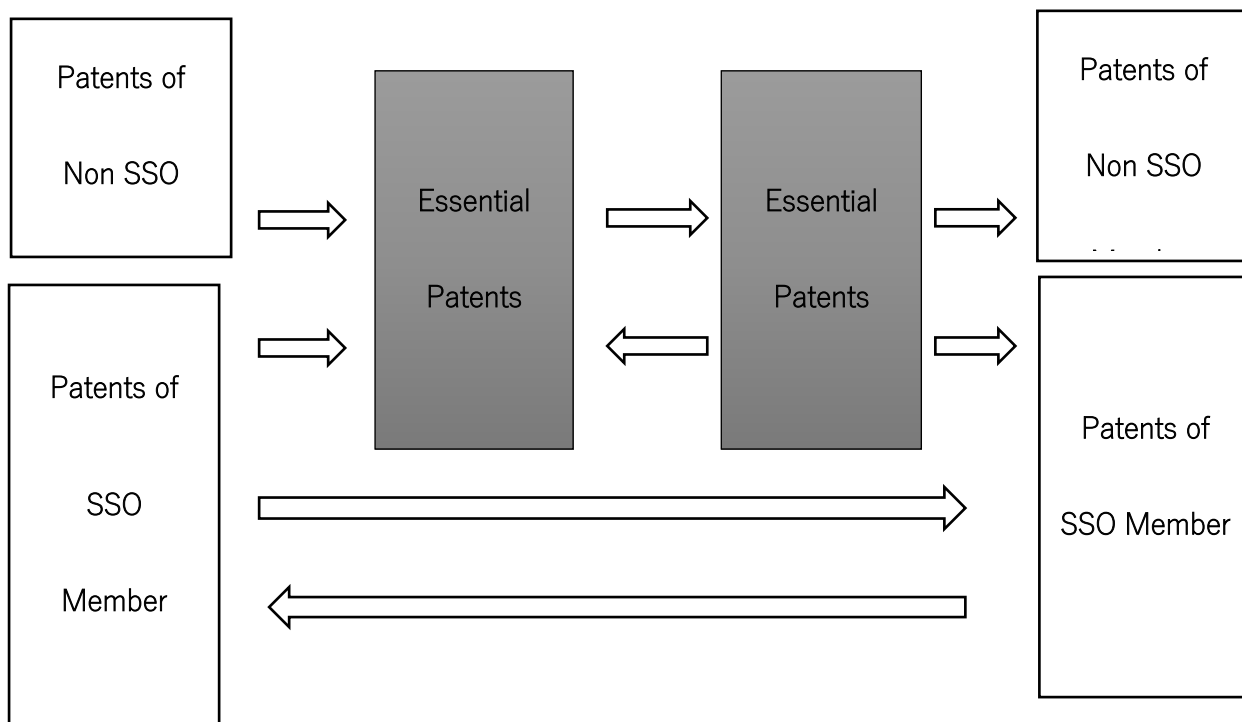 Patents of
Non SSO
Patents of
SSO
Member
Essential
Patents
Essential
Patents
Patents of
Non SSO
Patents of
SSO Member